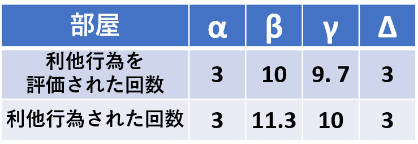 部屋 α β γ Δ
利他行為を
評価された回数 3 10 9. 7 3
利他行為された回数 3 11.3 10 3